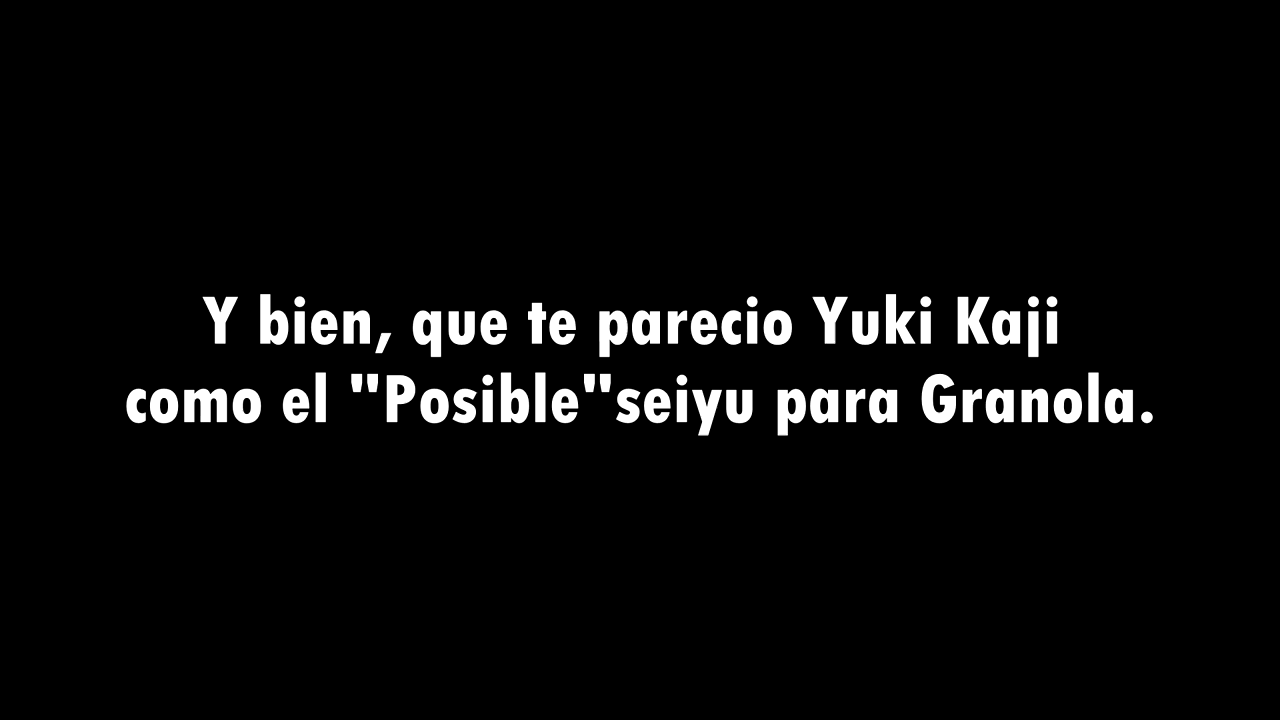 Y bien, que te parecio Yuki Kaji
como el "Posible"seiyu para Granola.